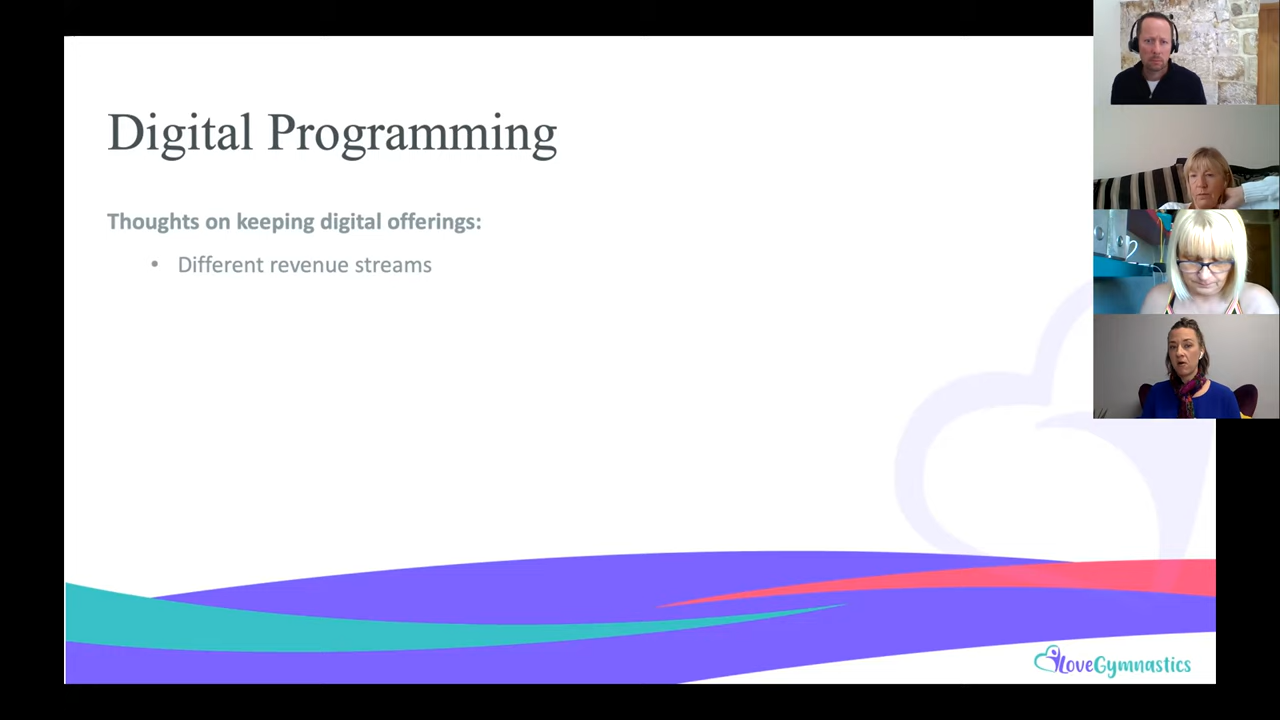 Digital Programming
Thoughts on keeping digital offerings:
• Different revenue streams
iLoveGymnastics